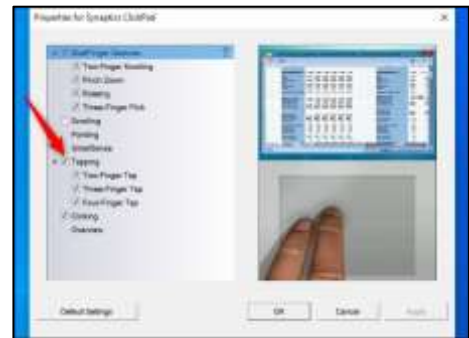 Properties for Synaptics ClickPad
MultiFinger Gestures
Two-Finger Scrolling
Pinch Zoom
Rotating
Three-Finger Flick
Scrolling
Pointing
SmartSense
Tapping
Two-Finger Tap
Three-Finger Tap
Four-Finger Tap
Clicking
Overview
Default Settings
OK
Cancel
Apply